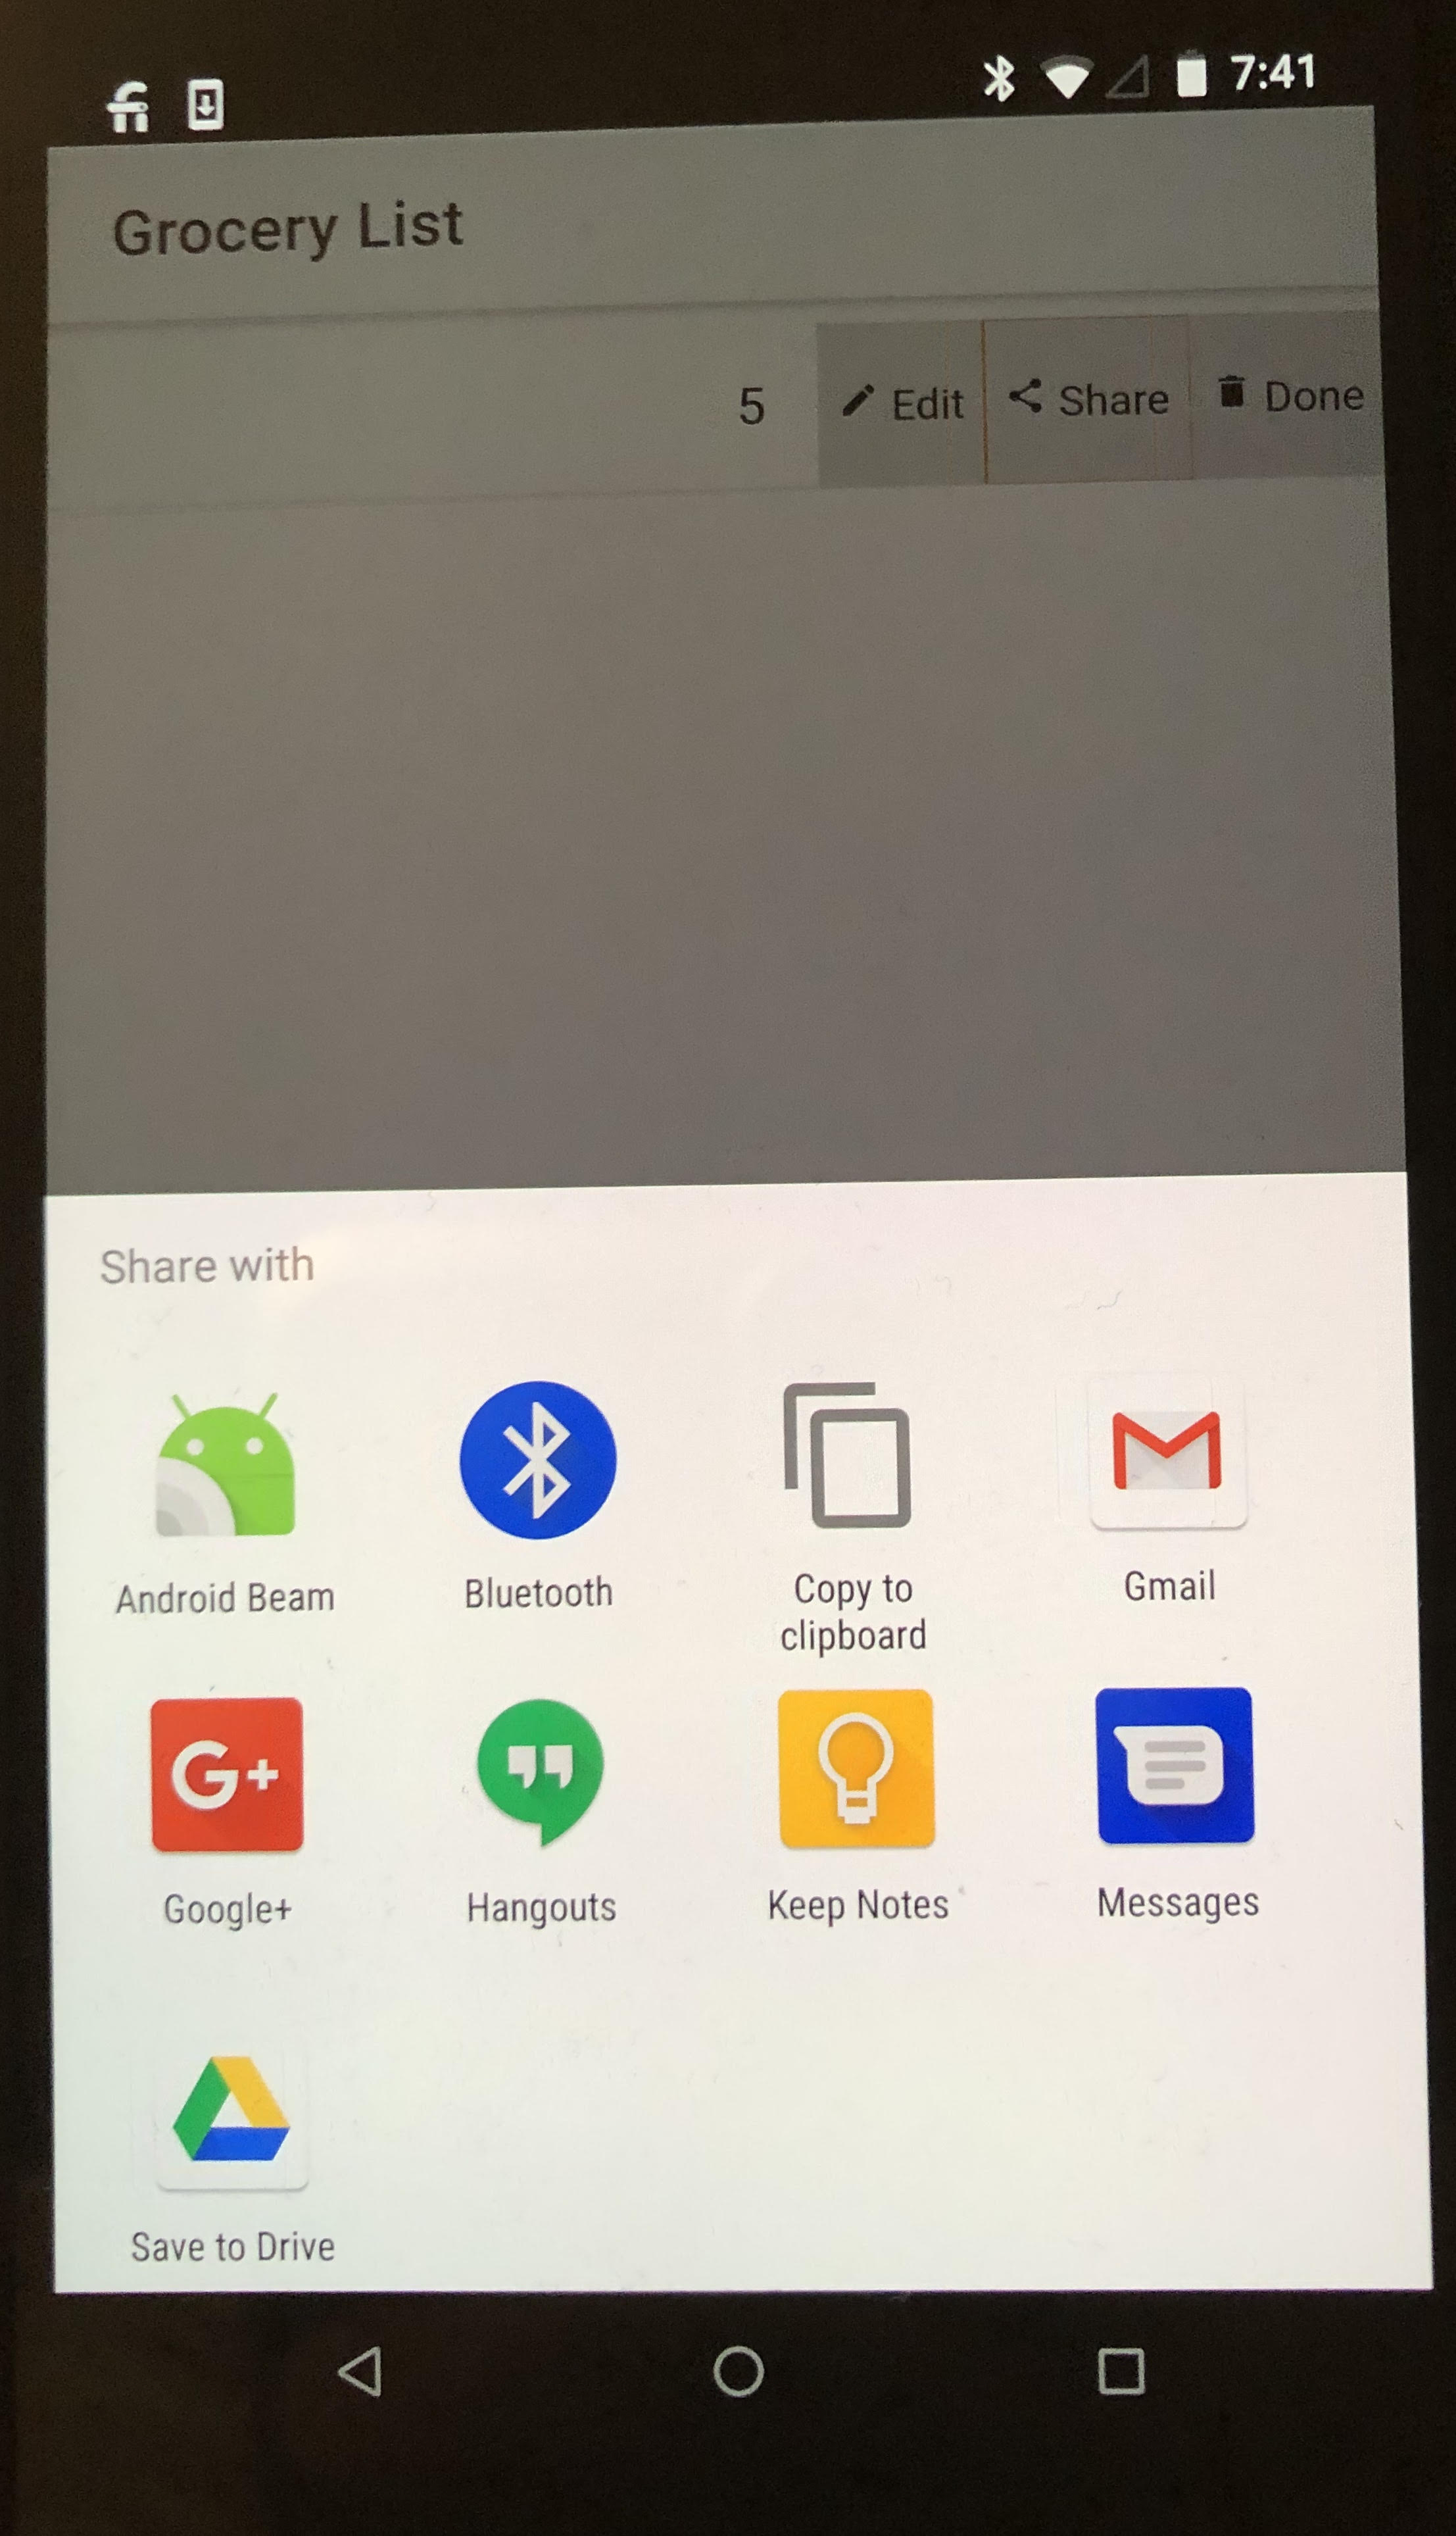 7:41
Grocery List
5 Edit Share Done
Share with
Android Beam Bluetooth Copy to Gmail
clipboard
G+
Google+ Hangouts Keep Notes Messages
Save to Drive